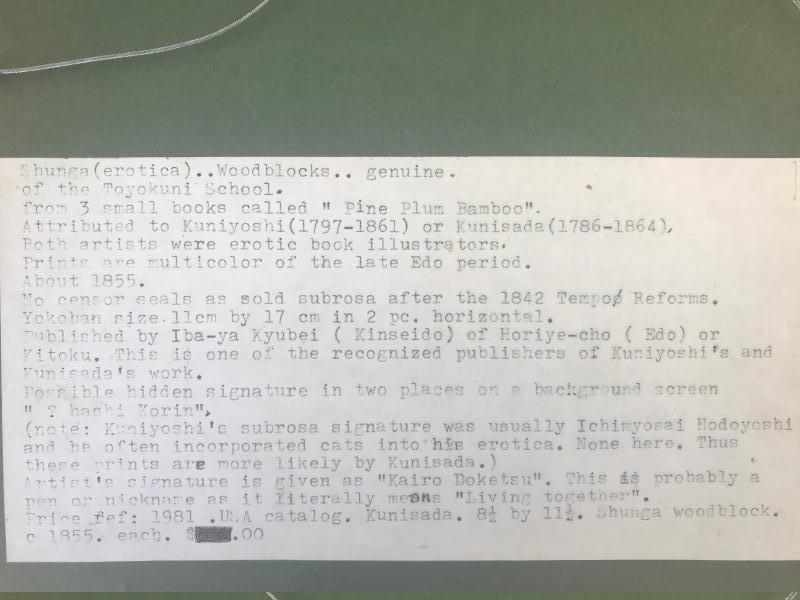 Shunga(erotica)..Woodblocks.. genuine.
of the Toyokuni School.
from 3 small books called " Pine Plum Bamboo".
Attributed to Kuniyoshi(1797-1861) or Kunisada(1786-1864),
Both artists were erotic book illustrators.
Prints are multicolor of the late Edo period.
About 1855.
No censor seals as sold subrosa after the 1842 Tempo Reforms.
Yokoban size.11cm by 17 cm in 2 pc. horizontal.
Published by Iba-ya Kyubei ( Kinseido) of Horiye-cho ( Edo) or
Kitoku. This is one of the recognized publishers of Kuniyoshi's and
Kunisada's work.
Possible hidden signature in two places on a background screen
" ? hashi Korin",
(note: Kuniyoshi's subrosa signature was usually Ichimyosai Hodoyoshi
and he often incorporated cats into his erotica. None here. Thus
these prints are more likely by Kunisada.)
Artist's signature is given as "Kairo Doketsu". This is probably a
pen or nickname as it literally means "Living together".
Price ref: 1981 .USA catalog. Kunisada. 8½ by 11½. Shunga woodblock.
c 1855. each. $ .00